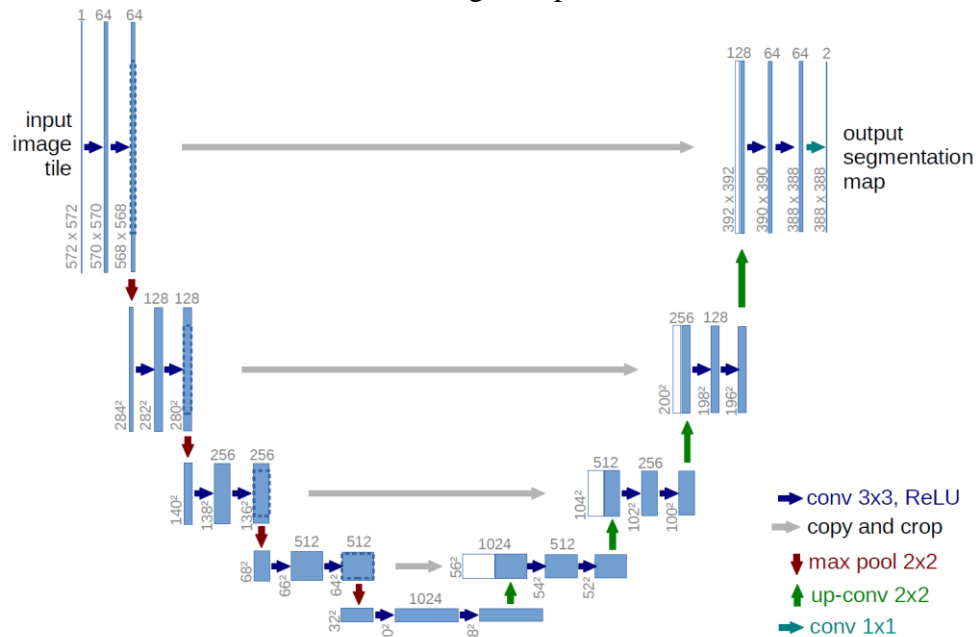 1 64 64
128 64 64 2
input
image
tile
output
segmentation
map
572 x 572
570 x 570
568 x 568
392 x 392
390 x 390
388 x 388
388 x 388
128 128
256 128
284²
282²
280²
200²
198²
196²
256 256
512 256
140²
138²
136²
104²
102²
100²
512 512
1024 512
68²
66²
64²
56²
54²
52²
1024
32²
0²
8²
conv 3x3, ReLU
copy and crop
max pool 2x2
up-conv 2x2
conv 1x1